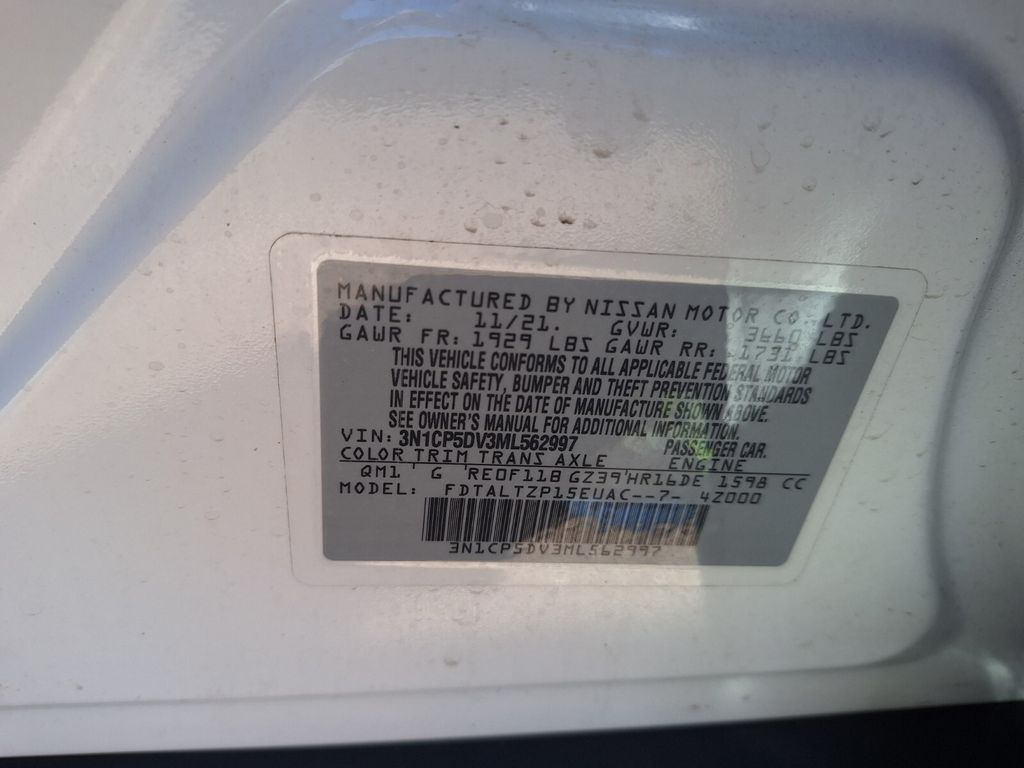 MANUFACTURED BY NISSAN MOTOR CO.,LTD.
DATE: 11/21. GVWR: 3660 LBS
GAWR FR: 1929 LBS GAWR RR: 1731 LBS
THIS VEHICLE CONFORMS TO ALL APPLICABLE FEDERAL MOTOR
VEHICLE SAFETY, BUMPER AND THEFT PREVENTION STANDARDS
IN EFFECT ON THE DATE OF MANUFACTURE SHOWN ABOVE.
SEE OWNER'S MANUAL FOR ADDITIONAL INFORMATION.
VIN: 3N1CP5DV3ML562997 PASSENGER CAR.
COLOR TRIM TRANS AXLE ENGINE
QM1 G RE0F11B GZ39 HR16DE 1598 CC
MODEL: FDTALTZP15EUAC--7- 4Z000
3N1CP5DV3ML562997